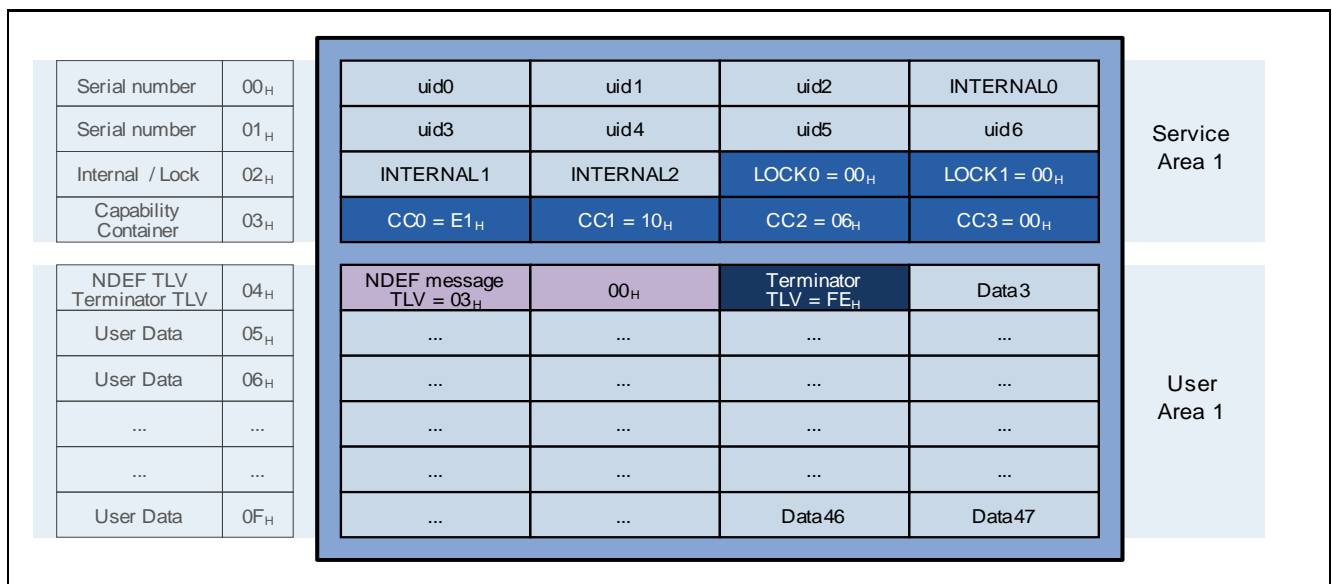 Serial number 00H uid0 uid1 uid2 INTERNAL0
Serial number 01H uid3 uid4 uid5 uid6
Service
Area 1
Internal / Lock 02H INTERNAL1 INTERNAL2 LOCK0 = 00H LOCK1 = 00H
Capability
Container 03H CC0 = E1H CC1 = 10H CC2 = 06H CC3 = 00H
NDEF TLV
Terminator TLV 04H
NDEF message
TLV = 03H
00H
Terminator
TLV = FEH
Data3
User Data 05H ... ... ... ...
User Data 06H ... ... ... ...
User
Area 1
... ... ... ... ... ...
... ... ... ... ... ...
User Data 0FH ... ... Data46 Data47